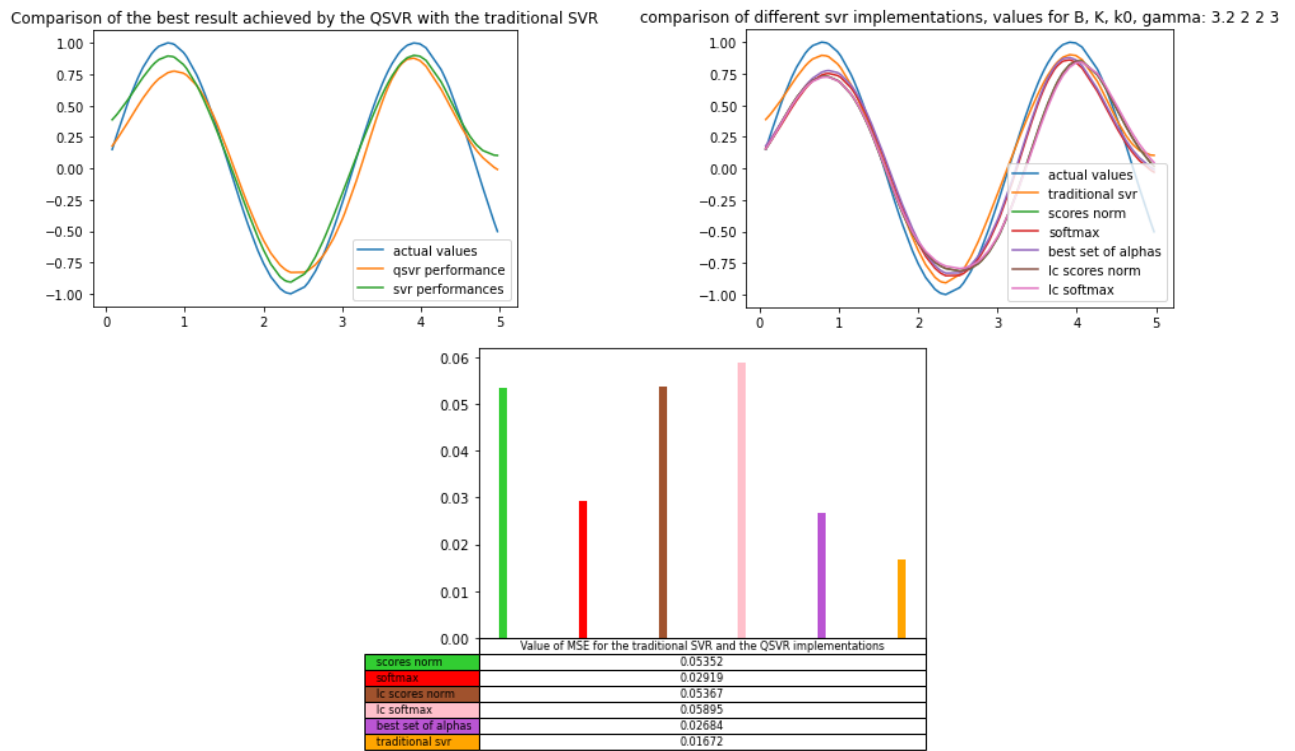 Comparison of the best result achieved by the QSVR with the traditional SVR
1.00
0.75
0.50
0.25
0.00
−0.25
−0.50
−0.75
−1.00
0 1 2 3 4 5
actual values
qsvr performance
svr performances
comparison of different svr implementations, values for B, K, k0, gamma: 3.2 2 2 3
1.00
0.75
0.50
0.25
0.00
−0.25
−0.50
−0.75
−1.00
0 1 2 3 4 5
actual values
traditional svr
scores norm
softmax
best set of alphas
lc scores norm
lc softmax
0.06
0.05
0.04
0.03
0.02
0.01
0.00
Value of MSE for the traditional SVR and the QSVR implementations
scores norm 0.05352
softmax 0.02919
lc scores norm 0.05367
lc softmax 0.05895
best set of alphas 0.02684
traditional svr 0.01672